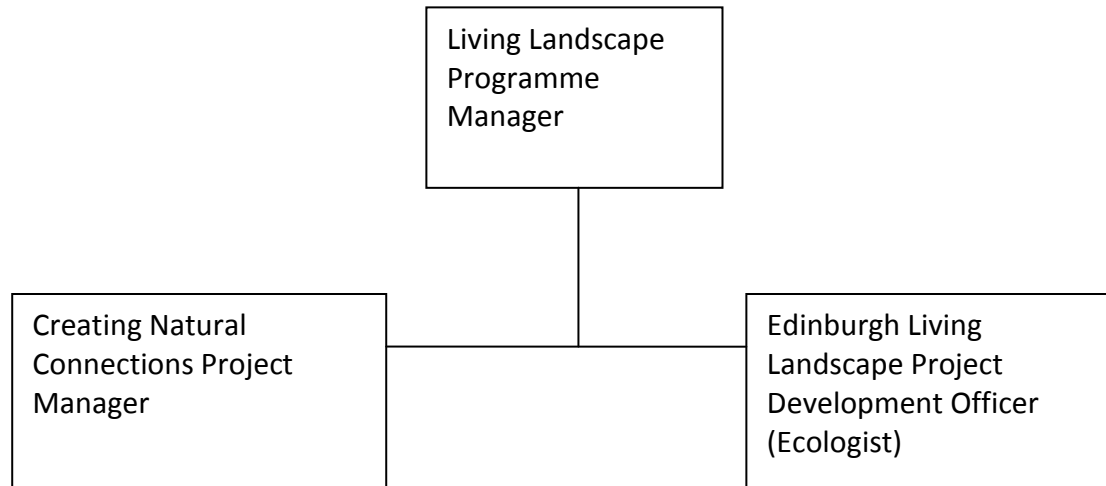 Living Landscape
Programme
Manager
Creating Natural
Connections Project
Manager
Edinburgh Living
Landscape Project
Development Officer
(Ecologist)